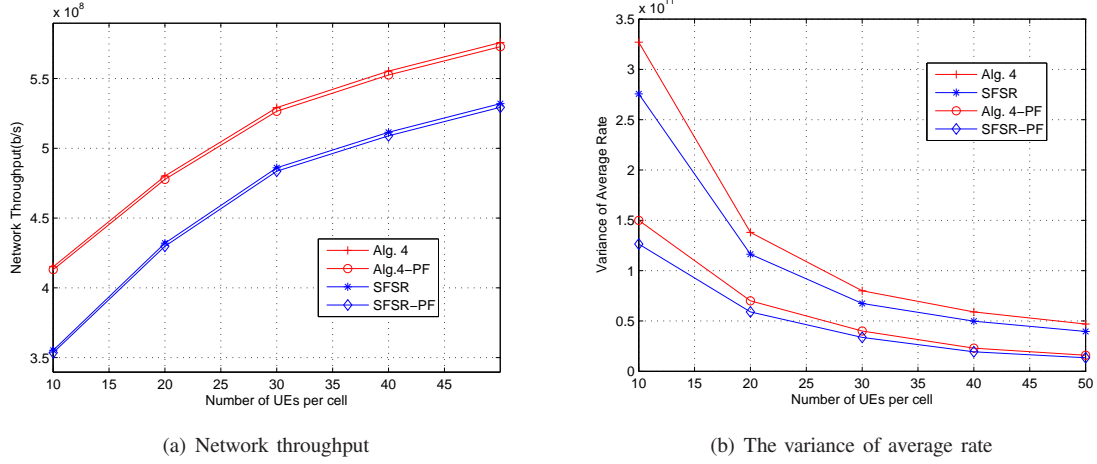 x 10⁸
5.5
5
4.5
4
3.5
10 15 20 25 30 35 40 45
Network Throughput(b/s)
Number of UEs per cell
Alg. 4
Alg.4−PF
SFSR
SFSR−PF
(a) Network throughput
3.5
3
2.5
2
1.5
1
0.5
0
10 15 20 25 30 35 40 45 50
Variance of Average Rate
Number of UEs per cell
Alg. 4
SFSR
Alg. 4−PF
SFSR−PF
(b) The variance of average rate